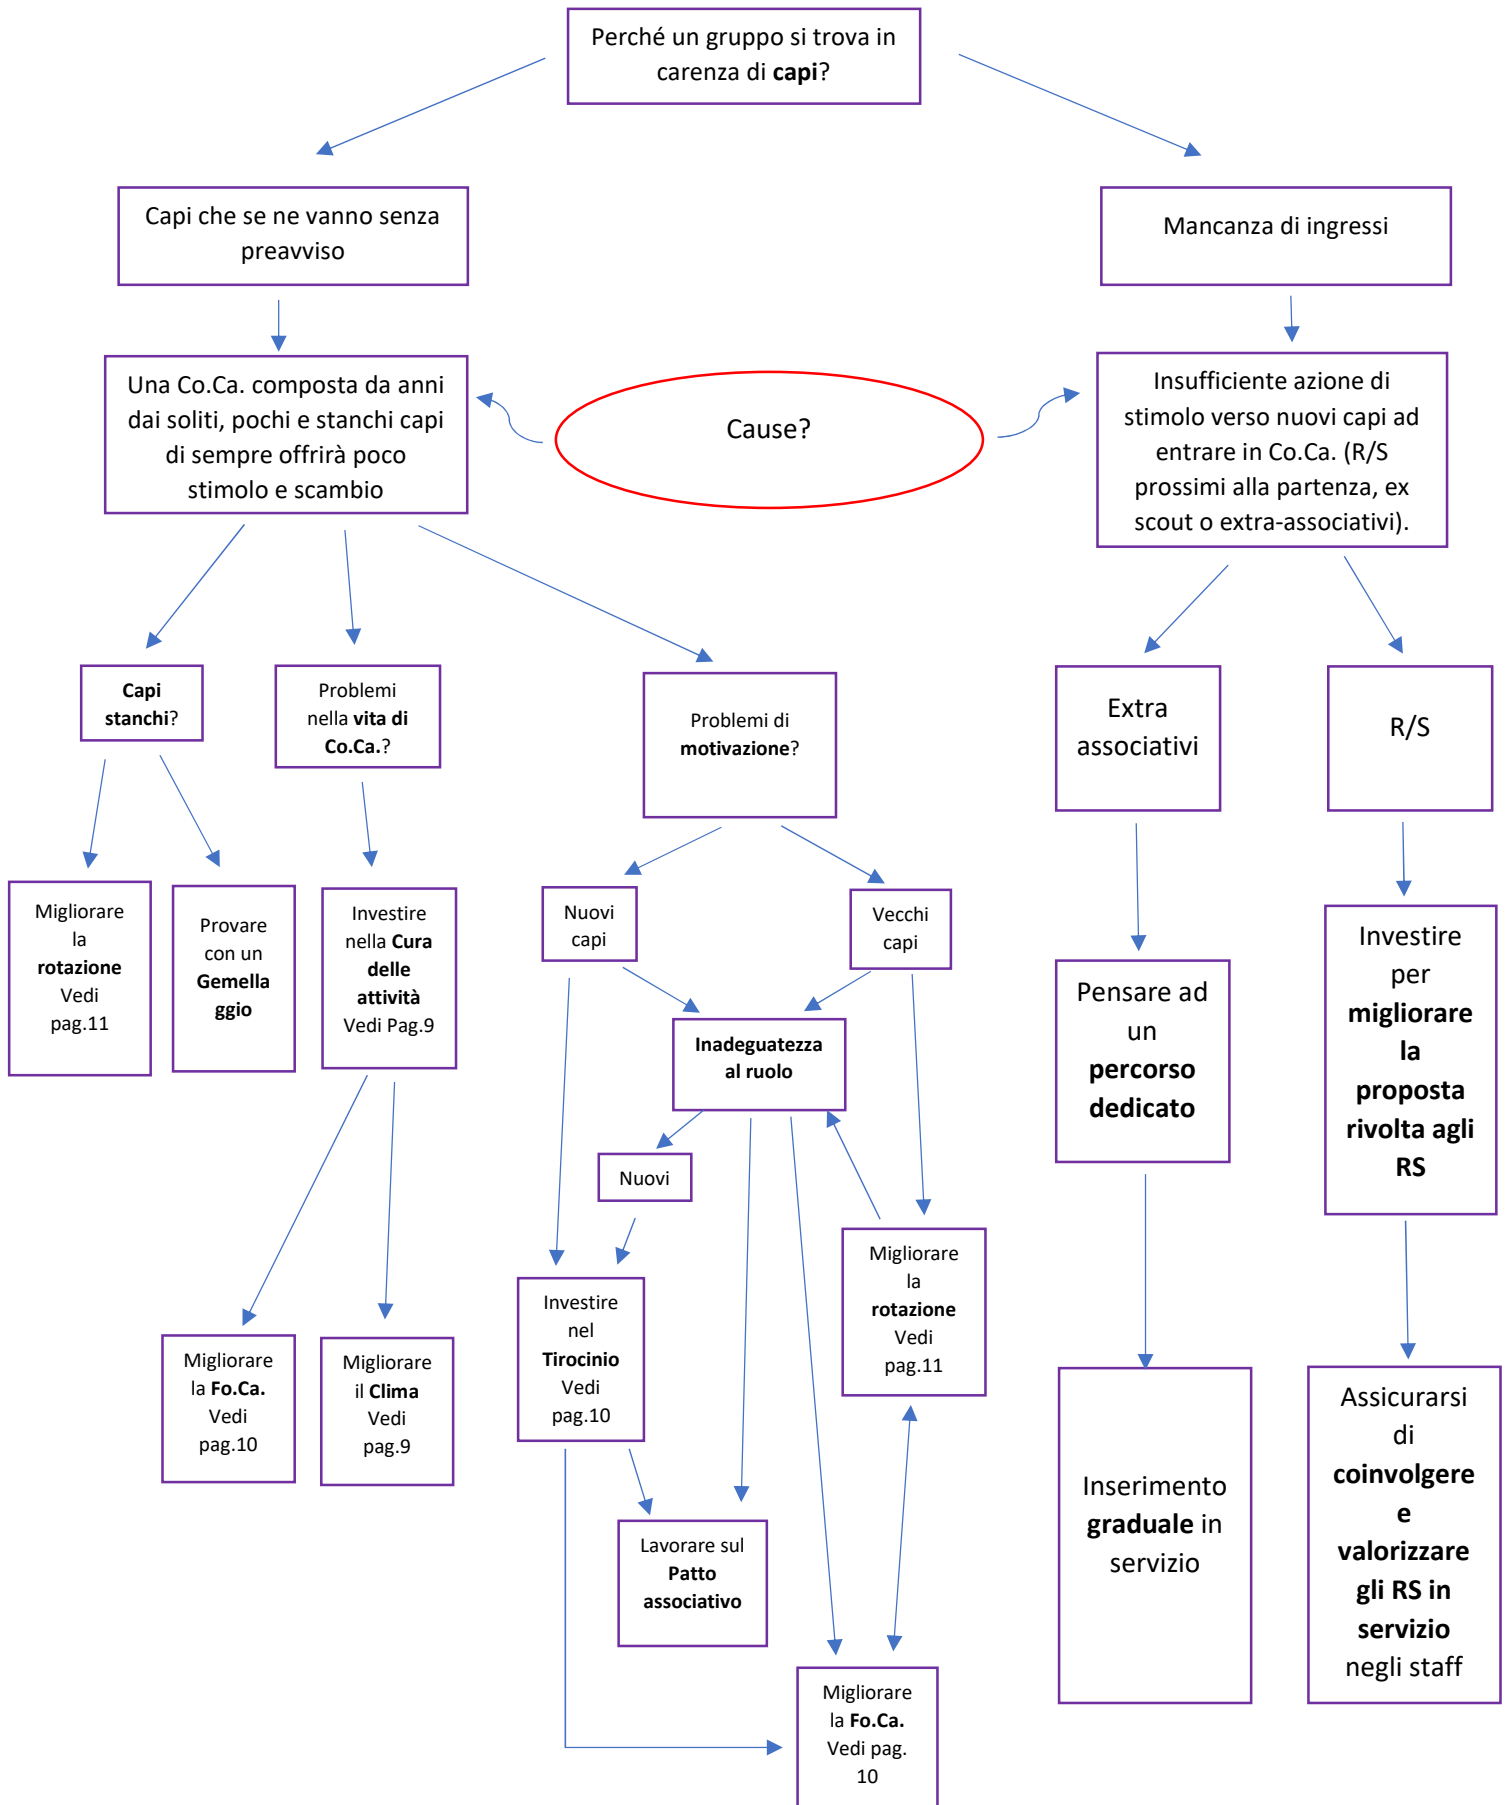 Perché un gruppo si trova in
carenza di capi?
Capi che se ne vanno senza
preavviso
Mancanza di ingressi
Una Co.Ca. composta da anni
dai soliti, pochi e stanchi capi
di sempre offrirà poco
stimolo e scambio
Cause?
Insufficiente azione di
stimolo verso nuovi capi ad
entrare in Co.Ca. (R/S
prossimi alla partenza, ex
scout o extra-associativi).
Capi
stanchi?
Problemi
nella vita di
Co.Ca.?
Problemi di
motivazione?
Extra
associativi
R/S
Migliorare
la
rotazione
Vedi
pag.11
Provare
con un
Gemella
ggio
Investire
nella Cura
delle
attività
Vedi Pag.9
Nuovi
capi
Vecchi
capi
Inadeguatezza
al ruolo
Nuovi
Pensare ad
un
percorso
dedicato
Investire
per
migliorare
la
proposta
rivolta agli
RS
Migliorare
la Fo.Ca.
Vedi
pag.10
Migliorare
il Clima
Vedi
pag.9
Investire
nel
Tirocinio
Vedi
pag.10
Migliorare
la
rotazione
Vedi
pag.11
Lavorare sul
Patto
associativo
Migliorare
la Fo.Ca.
Vedi pag.
10
Inserimento
graduale in
servizio
Assicurarsi
di
coinvolgere
e
valorizzare
gli RS in
servizio
negli staff